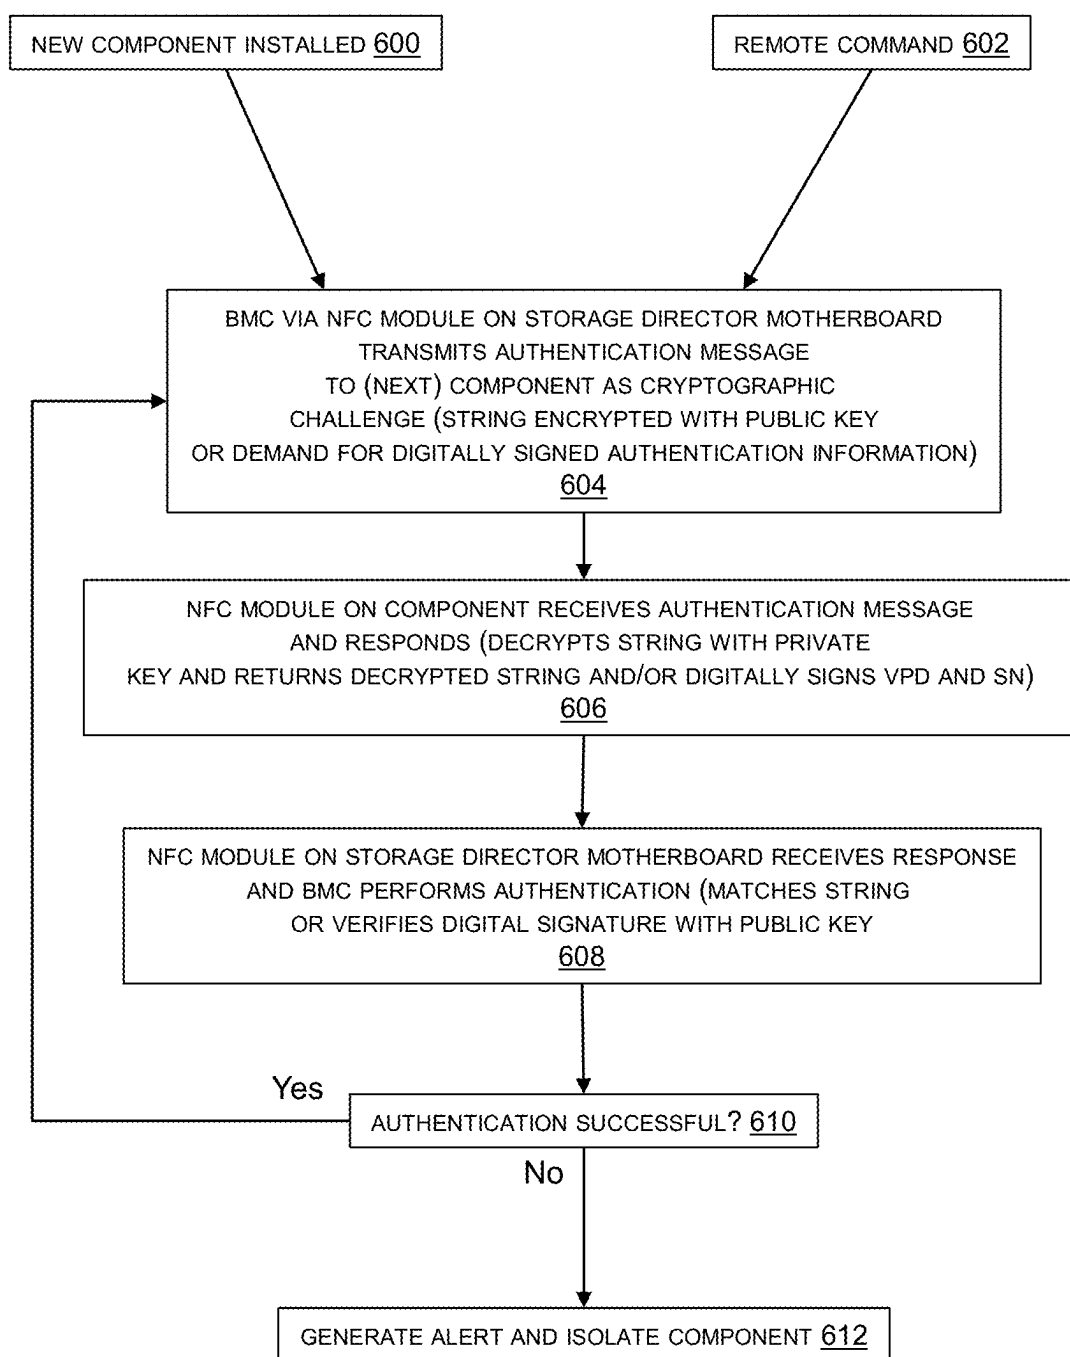 NEW COMPONENT INSTALLED 600
REMOTE COMMAND 602
BMC VIA NFC MODULE ON STORAGE DIRECTOR MOTHERBOARD
TRANSMITS AUTHENTICATION MESSAGE
TO (NEXT) COMPONENT AS CRYPTOGRAPHIC
CHALLENGE (STRING ENCRYPTED WITH PUBLIC KEY
OR DEMAND FOR DIGITALLY SIGNED AUTHENTICATION INFORMATION)
604
NFC MODULE ON COMPONENT RECEIVES AUTHENTICATION MESSAGE
AND RESPONDS (DECRYPTS STRING WITH PRIVATE
KEY AND RETURNS DECRYPTED STRING AND/OR DIGITALLY SIGNS VPD AND SN)
606
NFC MODULE ON STORAGE DIRECTOR MOTHERBOARD RECEIVES RESPONSE
AND BMC PERFORMS AUTHENTICATION (MATCHES STRING
OR VERIFIES DIGITAL SIGNATURE WITH PUBLIC KEY
608
Yes
AUTHENTICATION SUCCESSFUL? 610
No
GENERATE ALERT AND ISOLATE COMPONENT 612